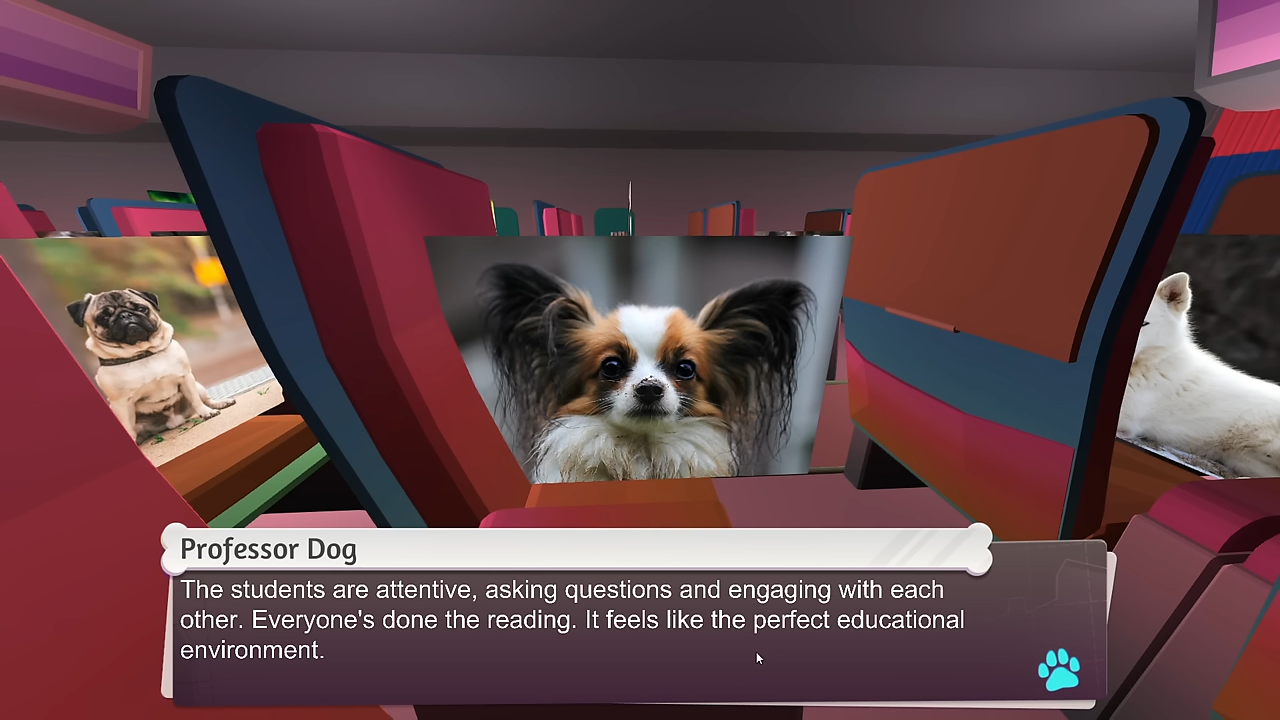 Professor Dog
The students are attentive, asking questions and engaging with each
other. Everyone's done the reading. It feels like the perfect educational
environment.